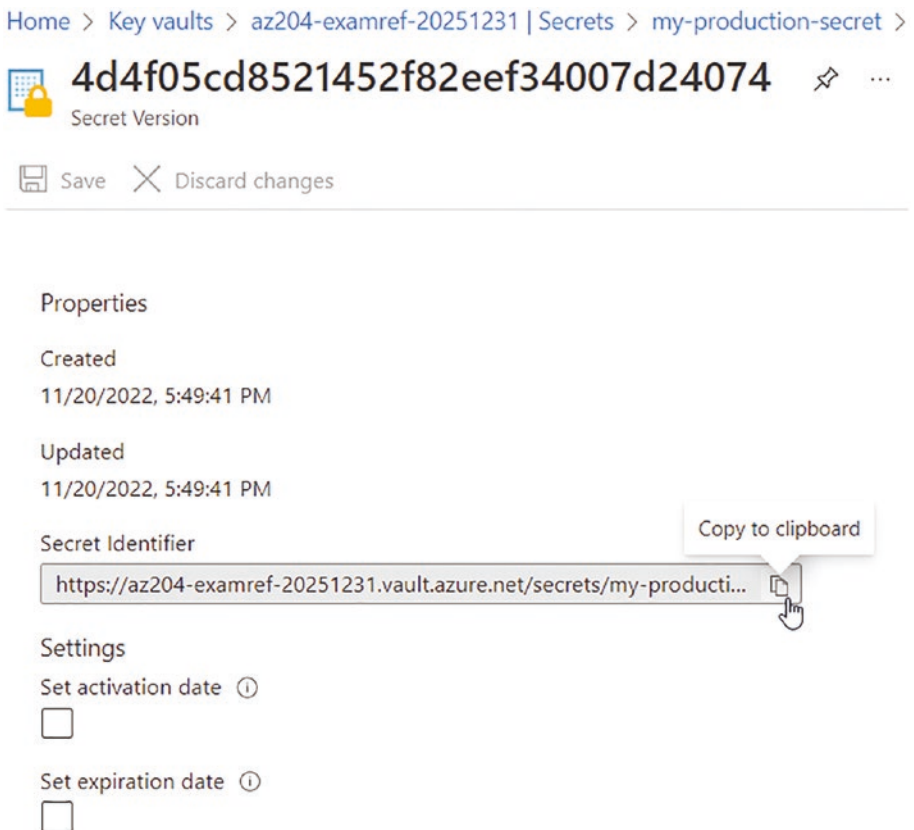 Home > Key vaults > az204-examref-20251231 | Secrets > my-production-secret >
4d4f05cd8521452f82eef34007d24074
...
Secret Version
Save Discard changes
Properties
Created
11/20/2022, 5:49:41 PM
Updated
11/20/2022, 5:49:41 PM
Copy to clipboard
Secret Identifier
https://az204-examref-20251231.vault.azure.net/secrets/my-producti...
Settings
Set activation date
Set expiration date